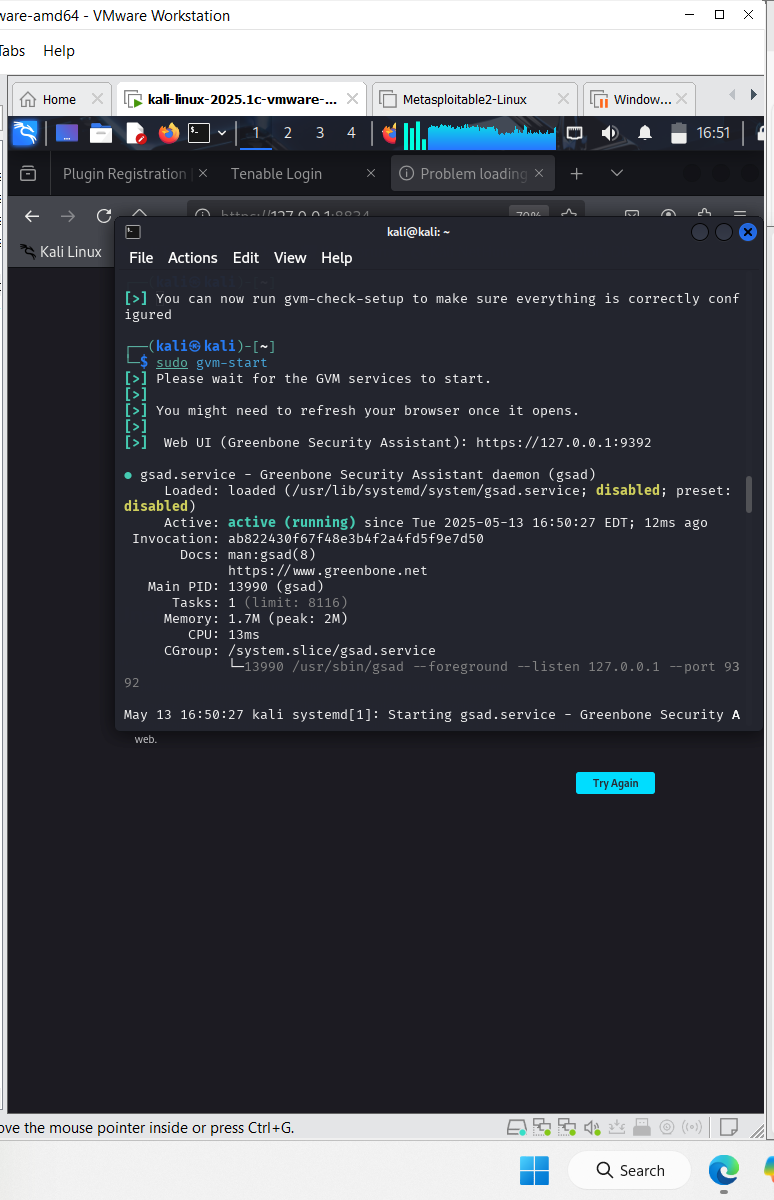 ware-amd64 - VMware Workstation
Tabs Help
Home kali-linux-2025.1c-vmware-... Metasploitable2-Linux Window...
1 2 3 4 16:51
Plugin Registration Tenable Login Problem loading
https://127.0.0.1:8834 70%
Kali Linux
kali@kali: ~
File Actions Edit View Help
[>] You can now run gvm-check-setup to make sure everything is correctly conf
igured
┌──(kali㉿kali)-[~]
└─$ sudo gvm-start
[>] Please wait for the GVM services to start.
[>]
[>] You might need to refresh your browser once it opens.
[>]
[>]  Web UI (Greenbone Security Assistant): https://127.0.0.1:9392
● gsad.service - Greenbone Security Assistant daemon (gsad)
Loaded: loaded (/usr/lib/systemd/system/gsad.service; disabled; preset:
disabled)
Active: active (running) since Tue 2025-05-13 16:50:27 EDT; 12ms ago
Invocation: ab822430f67f48e3b4f2a4fd5f9e7d50
Docs: man:gsad(8)
https://www.greenbone.net
Main PID: 13990 (gsad)
Tasks: 1 (limit: 8116)
Memory: 1.7M (peak: 2M)
CPU: 13ms
CGroup: /system.slice/gsad.service
└─13990 /usr/sbin/gsad --foreground --listen 127.0.0.1 --port 93
92
May 13 16:50:27 kali systemd[1]: Starting gsad.service - Greenbone Security A
web.
Try Again
ove the mouse pointer inside or press Ctrl+G.
Search